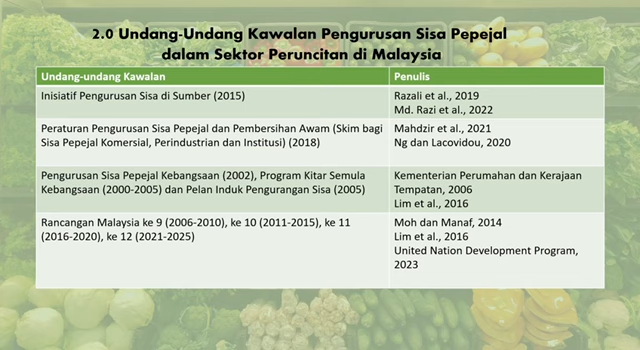 2.0 Undang-Undang Kawalan Pengurusan Sisa Pepejal
dalam Sektor Peruncitan di Malaysia
Undang-undang Kawalan
Penulis
Inisiatif Pengurusan Sisa di Sumber (2015)
Razali et al., 2019
Md. Razi et al., 2022
Peraturan Pengurusan Sisa Pepejal dan Pembersihan Awam (Skim bagi
Sisa Pepejal Komersial, Perindustrian dan Institusi) (2018)
Mahdzir et al., 2021
Ng dan Lacovidou, 2020
Pengurusan Sisa Pepejal Kebangsaan (2002), Program Kitar Semula
Kebangsaan (2000-2005) dan Pelan Induk Pengurangan Sisa (2005)
Kementerian Perumahan dan Kerajaan
Tempatan, 2006
Lim et al., 2016
Rancangan Malaysia ke 9 (2006-2010), ke 10 (2011-2015), ke 11
(2016-2020), ke 12 (2021-2025)
Moh dan Manaf, 2014
Lim et al., 2016
United Nation Development Program,
2023